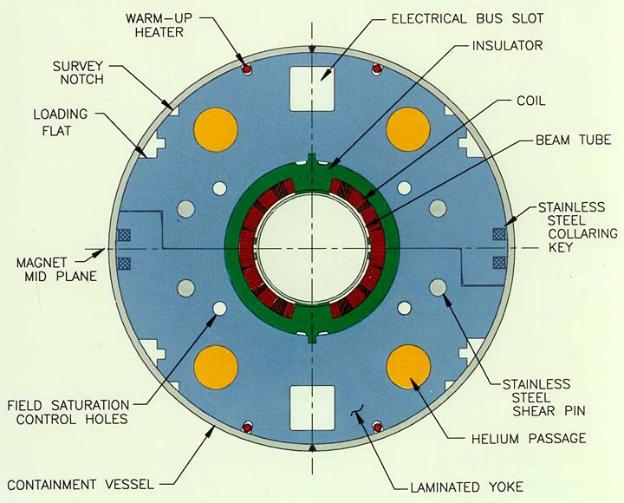 WARM-UP
HEATER
ELECTRICAL BUS SLOT
INSULATOR
SURVEY
NOTCH
LOADING
FLAT
COIL
BEAM TUBE
STAINLESS
STEEL
COLLARING
KEY
MAGNET
MID PLANE
FIELD SATURATION
CONTROL HOLES
STAINLESS
STEEL
SHEAR PIN
HELIUM PASSAGE
CONTAINMENT VESSEL
LAMINATED YOKE